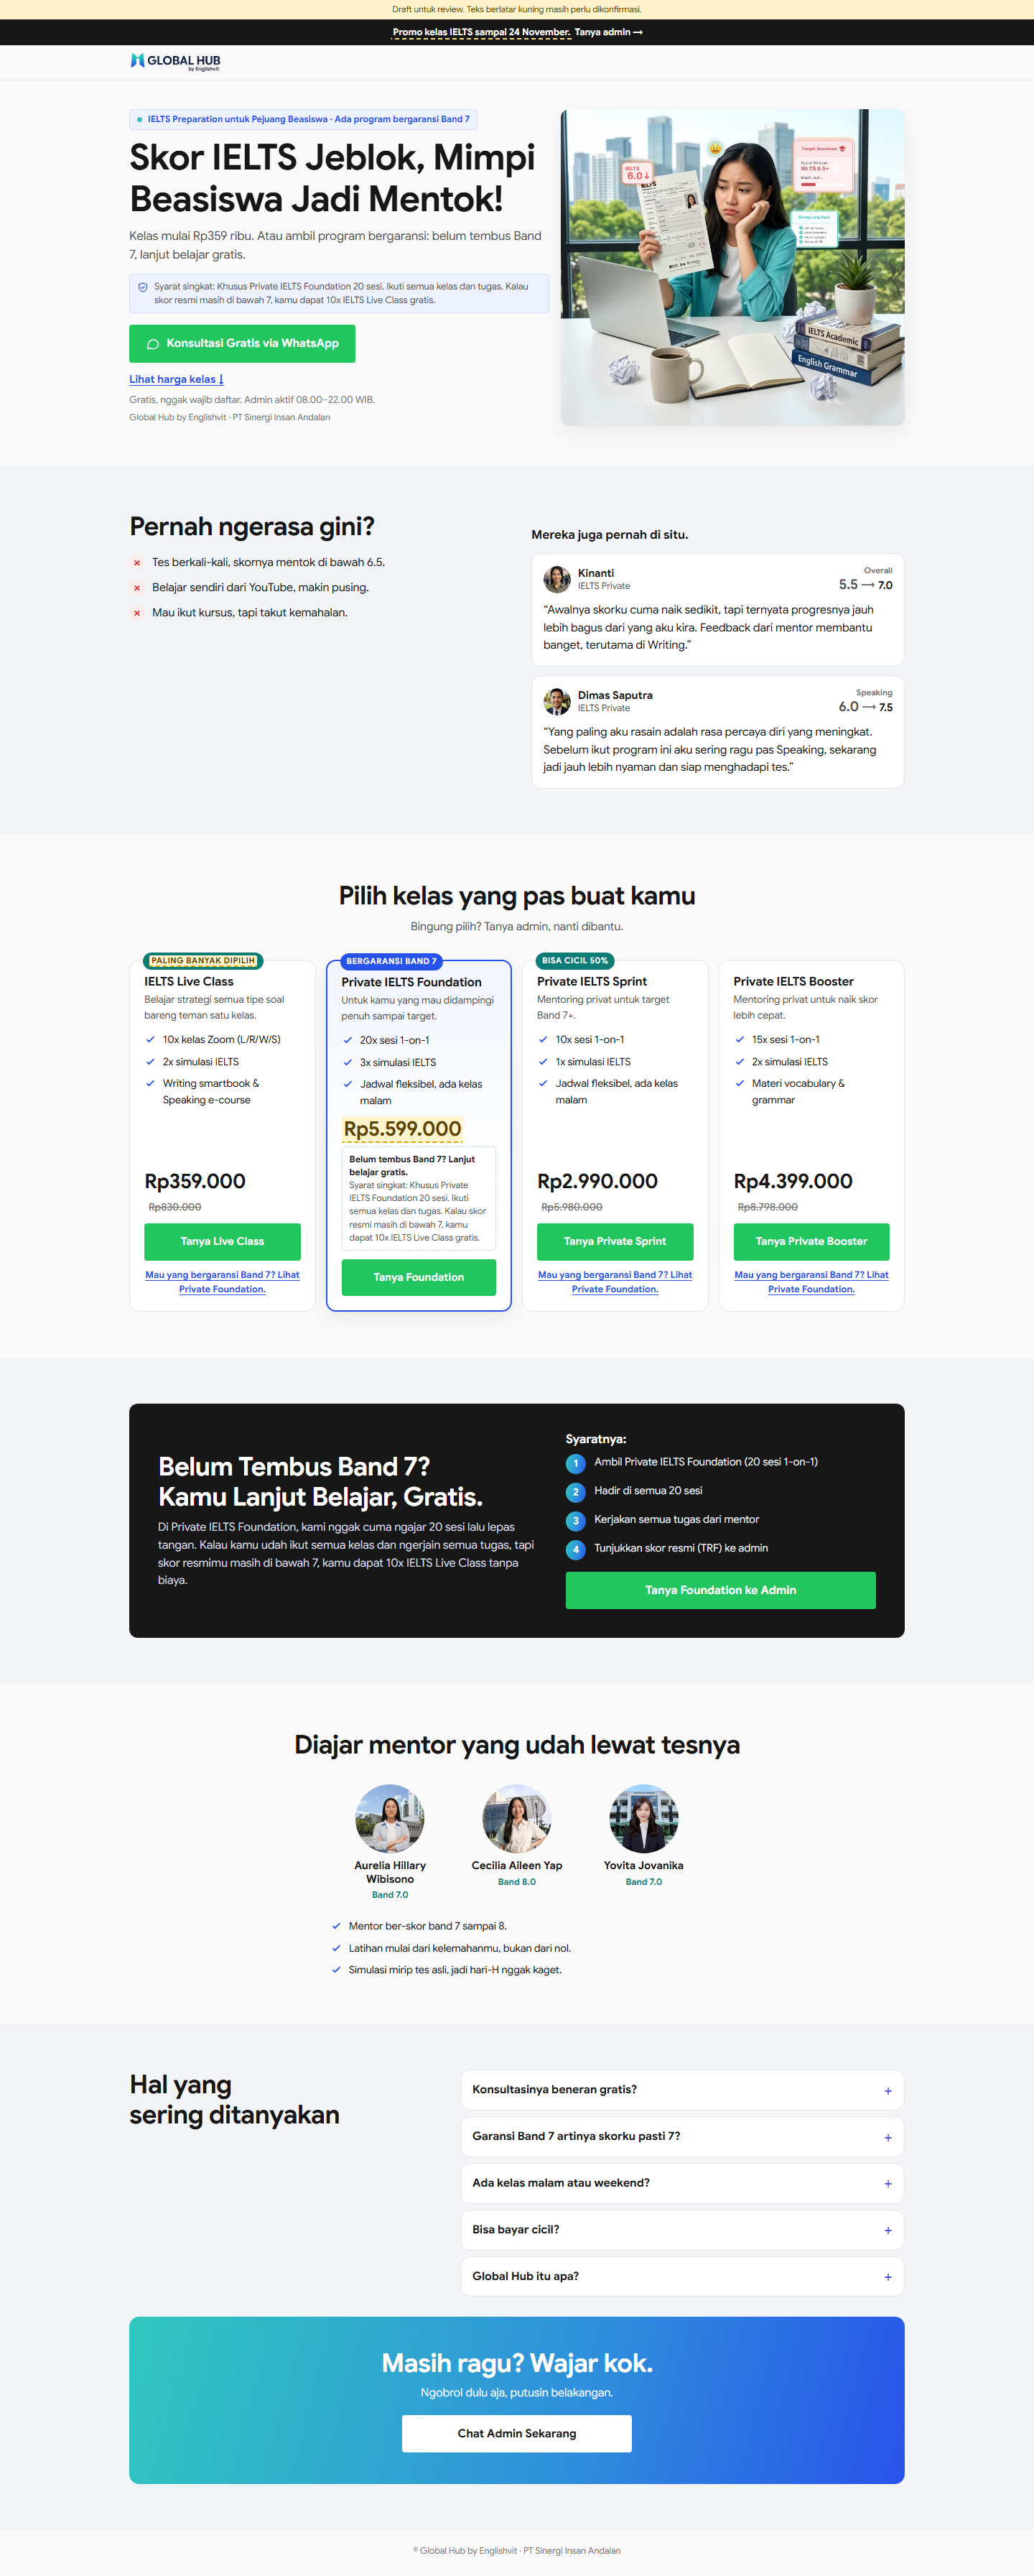 Draft untuk review. Teks berlatar kuning masih perlu dikonfirmasi.
Promo kelas IELTS sampai 24 November. Tanya admin →
GLOBAL HUB
by Englishvit
IELTS Preparation untuk Pejuang Beasiswa · Ada program bergaransi Band 7
Skor IELTS Jeblok, Mimpi
Beasiswa Jadi Mentok!
Kelas mulai Rp359 ribu. Atau ambil program bergaransi: belum tembus Band
7, lanjut belajar gratis.
Syarat singkat: Khusus Private IELTS Foundation 20 sesi. Ikuti semua kelas dan tugas. Kalau
skor resmi masih di bawah 7, kamu dapat 10x IELTS Live Class gratis.
Konsultasi Gratis via WhatsApp
Lihat harga kelas ↓
Gratis, nggak wajib daftar. Admin aktif 08.00–22.00 WIB.
Global Hub by Englishvit · PT Sinergi Insan Andalan
IELTS
6.0↓
IELTS
Target Beasiswa
IELTS 6.5+
IELTS Academic
English Grammar
Pernah ngerasa gini?
Tes berkali-kali, skornya mentok di bawah 6.5.
Belajar sendiri dari YouTube, makin pusing.
Mau ikut kursus, tapi takut kemahalan.
Mereka juga pernah di situ.
Kinanti
IELTS Private
Overall
5.5 → 7.0
“Awalnya skorku cuma naik sedikit, tapi ternyata progresnya jauh
lebih bagus dari yang aku kira. Feedback dari mentor membantu
banget, terutama di Writing.”
Dimas Saputra
IELTS Private
Speaking
6.0 → 7.5
“Yang paling aku rasain adalah rasa percaya diri yang meningkat.
Sebelum ikut program ini aku sering ragu pas Speaking, sekarang
jadi jauh lebih nyaman dan siap menghadapi tes.”
Pilih kelas yang pas buat kamu
Bingung pilih? Tanya admin, nanti dibantu.
PALING BANYAK DIPILIH
IELTS Live Class
Belajar strategi semua tipe soal
bareng teman satu kelas.
10x kelas Zoom (L/R/W/S)
2x simulasi IELTS
Writing smartbook &
Speaking e-course
Rp359.000
Rp830.000
Tanya Live Class
Mau yang bergaransi Band 7? Lihat
Private Foundation.
BERGARANSI BAND 7
Private IELTS Foundation
Untuk kamu yang mau didampingi
penuh sampai target.
20x sesi 1-on-1
3x simulasi IELTS
Jadwal fleksibel, ada kelas
malam
Rp5.599.000
Belum tembus Band 7? Lanjut
belajar gratis.
Syarat singkat: Khusus Private
IELTS Foundation 20 sesi. Ikuti
semua kelas dan tugas. Kalau skor
resmi masih di bawah 7, kamu
dapat 10x IELTS Live Class gratis.
Tanya Foundation
BISA CICIL 50%
Private IELTS Sprint
Mentoring privat untuk target
Band 7+.
10x sesi 1-on-1
1x simulasi IELTS
Jadwal fleksibel, ada kelas
malam
Rp2.990.000
Rp5.980.000
Tanya Private Sprint
Mau yang bergaransi Band 7? Lihat
Private Foundation.
Private IELTS Booster
Mentoring privat untuk naik skor
lebih cepat.
15x sesi 1-on-1
2x simulasi IELTS
Materi vocabulary &
grammar
Rp4.399.000
Rp8.798.000
Tanya Private Booster
Mau yang bergaransi Band 7? Lihat
Private Foundation.
Belum Tembus Band 7?
Kamu Lanjut Belajar, Gratis.
Di Private IELTS Foundation, kami nggak cuma ngajar 20 sesi lalu lepas
tangan. Kalau kamu udah ikut semua kelas dan ngerjain semua tugas, tapi
skor resmimu masih di bawah 7, kamu dapat 10x IELTS Live Class tanpa
biaya.
Syaratnya:
1 Ambil Private IELTS Foundation (20 sesi 1-on-1)
2 Hadir di semua 20 sesi
3 Kerjakan semua tugas dari mentor
4 Tunjukkan skor resmi (TRF) ke admin
Tanya Foundation ke Admin
Diajar mentor yang udah lewat tesnya
Aurelia Hillary
Wibisono
Band 7.0
Cecilia Aileen Yap
Band 8.0
Yovita Jovanika
Band 7.0
Mentor ber-skor band 7 sampai 8.
Latihan mulai dari kelemahanmu, bukan dari nol.
Simulasi mirip tes asli, jadi hari-H nggak kaget.
Hal yang
sering ditanyakan
Konsultasinya beneran gratis? +
Garansi Band 7 artinya skorku pasti 7? +
Ada kelas malam atau weekend? +
Bisa bayar cicil? +
Global Hub itu apa? +
Masih ragu? Wajar kok.
Ngobrol dulu aja, putusin belakangan.
Chat Admin Sekarang
© Global Hub by Englishvit · PT Sinergi Insan Andalan